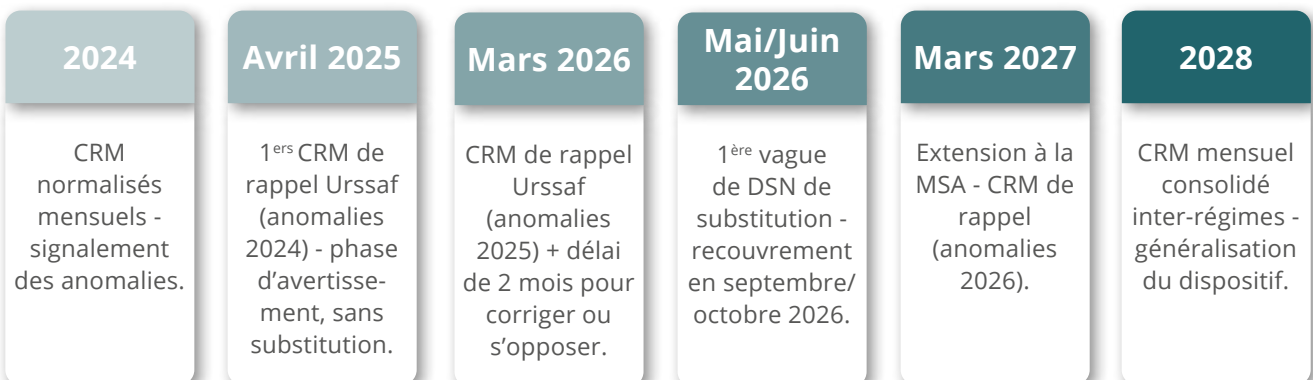 2024
CRM
normalisés
mensuels -
signalement
des anomalies.
Avril 2025
1ers CRM de
rappel Urssaf
(anomalies
2024) - phase
d’avertisse-
ment, sans
substitution.
Mars 2026
CRM de rappel
Urssaf
(anomalies
2025) + délai
de 2 mois pour
corriger ou
s’opposer.
Mai/Juin
2026
1ère vague
de DSN de
substitution -
recouvrement
en septembre/
octobre 2026.
Mars 2027
Extension à la
MSA - CRM de
rappel
(anomalies
2026).
2028
CRM mensuel
consolidé
inter-régimes -
généralisation
du dispositif.